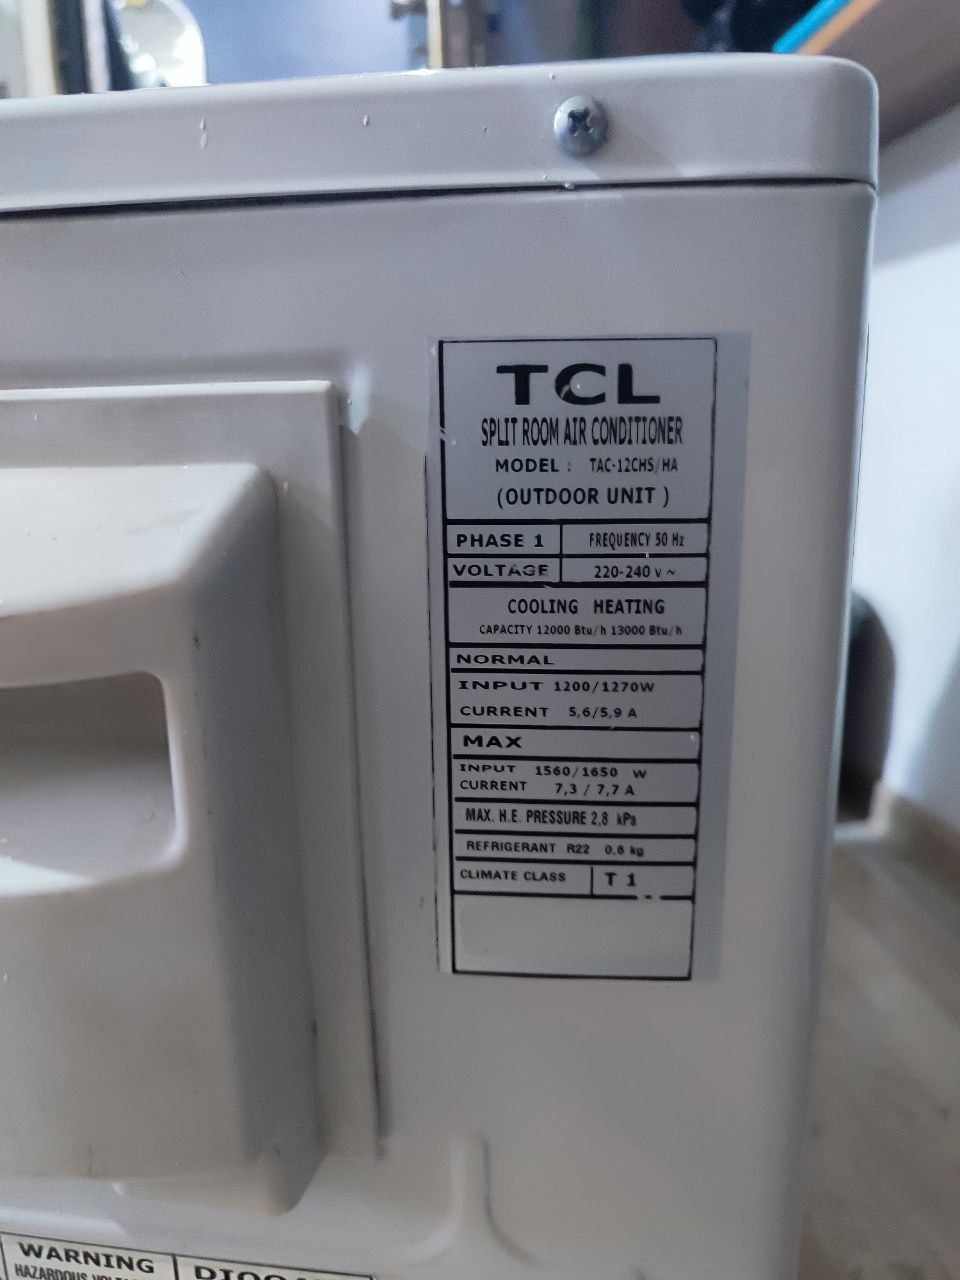 TCL
SPLIT ROOM AIR CONDITIONER
MODEL : TAC-12CHS/HA
(OUTDOOR UNIT )
PHASE 1 FREQUENCY 50 Hz
VOLTAGE 220-240 v ~
COOLING HEATING
CAPACITY 12000 Btu/h 13000 Btu/h
NORMAL
INPUT 1200/1270W
CURRENT 5,6/5,9 A
MAX
INPUT 1560/1650 W
CURRENT 7,3 / 7,7 A
MAX. H.E. PRESSURE 2,8 kPa
REFRIGERANT R22 0.6 kg
CLIMATE CLASS T 1
WARNING
HAZARDOUS